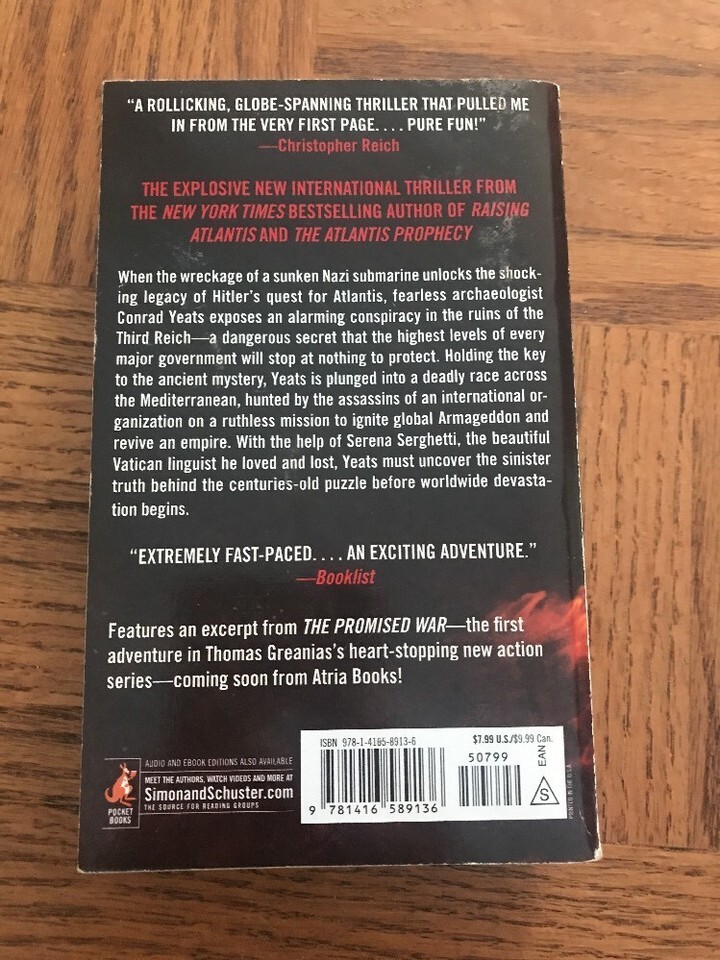 “A ROLLICKING, GLOBE-SPANNING THRILLER THAT PULLED ME
IN FROM THE VERY FIRST PAGE. . . . PURE FUN!”
—Christopher Reich
THE EXPLOSIVE NEW INTERNATIONAL THRILLER FROM
THE NEW YORK TIMES BESTSELLING AUTHOR OF RAISING
ATLANTIS AND THE ATLANTIS PROPHECY
When the wreckage of a sunken Nazi submarine unlocks the shock-
ing legacy of Hitler’s quest for Atlantis, fearless archaeologist
Conrad Yeats exposes an alarming conspiracy in the ruins of the
Third Reich—a dangerous secret that the highest levels of every
major government will stop at nothing to protect. Holding the key
to the ancient mystery, Yeats is plunged into a deadly race across
the Mediterranean, hunted by the assassins of an international or-
ganization on a ruthless mission to ignite global Armageddon and
revive an empire. With the help of Serena Serghetti, the beautiful
Vatican linguist he loved and lost, Yeats must uncover the sinister
truth behind the centuries-old puzzle before worldwide devasta-
tion begins.
“EXTREMELY FAST-PACED. . . . AN EXCITING ADVENTURE.”
—Booklist
Features an excerpt from THE PROMISED WAR—the first
adventure in Thomas Greanias’s heart-stopping new action
series—coming soon from Atria Books!
ISBN 978-1-4165-8913-6
$7.99 U.S./$9.99 Can.
50799
EAN
S
9 781416 589136
PRINTED IN THE U.S.A.
AUDIO AND EBOOK EDITIONS ALSO AVAILABLE
MEET THE AUTHORS, WATCH VIDEOS AND MORE AT
SimonandSchuster.com
THE SOURCE FOR READING GROUPS
POCKET
BOOKS